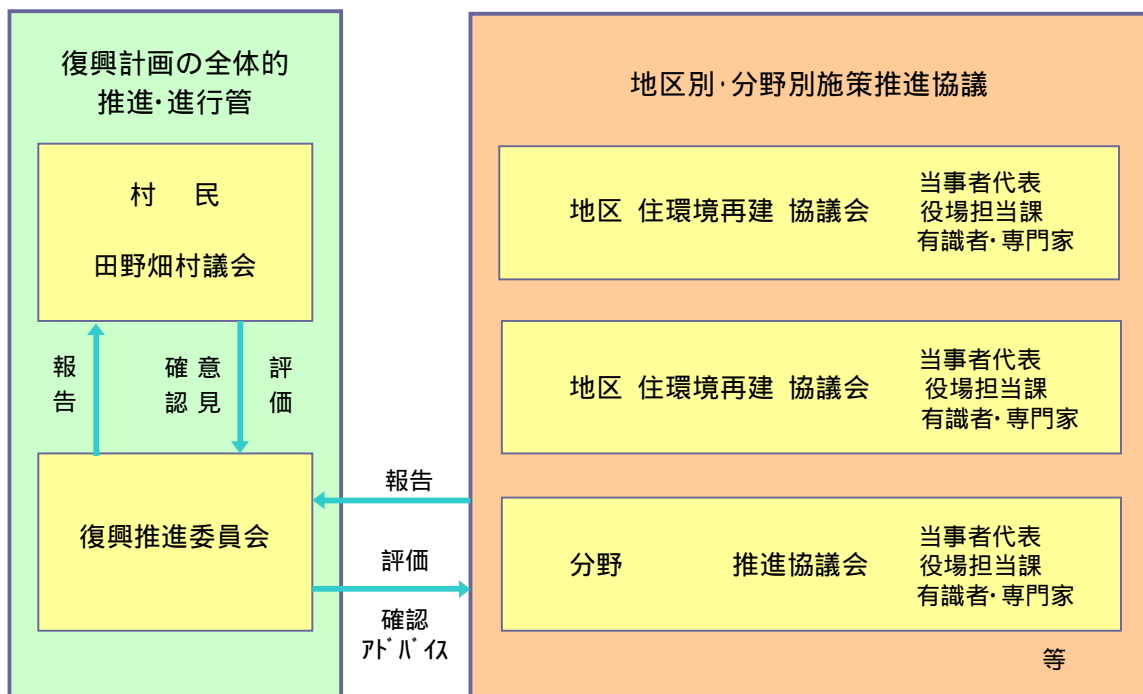 復興計画の全体的
推進・進行管
村　民
田野畑村議会
報告
確認
意見
評価
復興推進委員会
報告
評価
確認
ｱﾄﾞﾊﾞｲｽ
地区別・分野別施策推進協議
地区 住環境再建 協議会
当事者代表
役場担当課
有識者・専門家
地区 住環境再建 協議会
当事者代表
役場担当課
有識者・専門家
分野　　　推進協議会
当事者代表
役場担当課
有識者・専門家
等